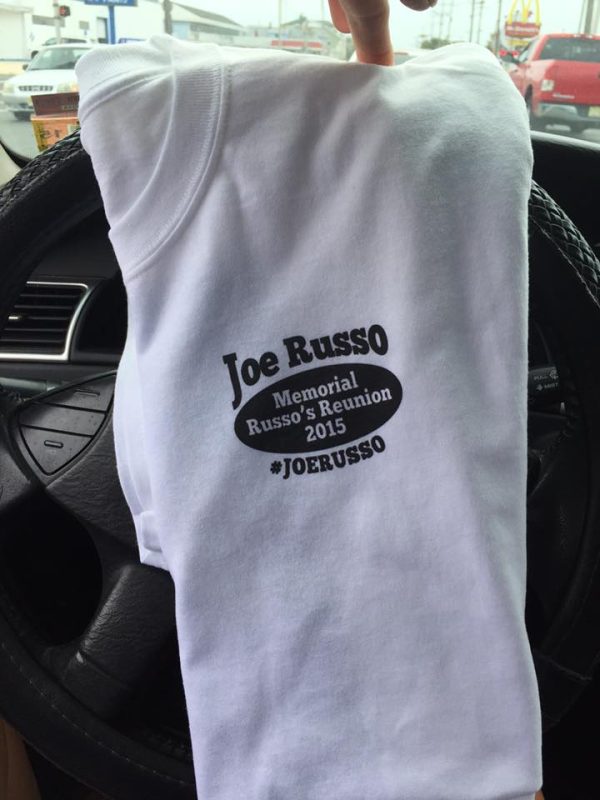 Joe Russo
Memorial
Russo's Reunion
2015
#JOERUSSO